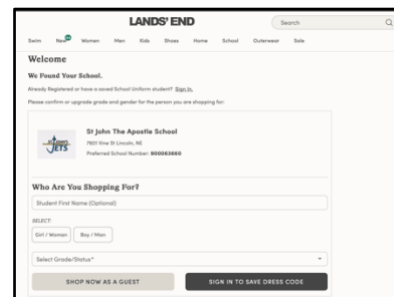 LANDS' END
Search
Swim New Women Men Kids Shoes Home School Outerwear Sale
Welcome
We Found Your School.
Already Registered or have a saved School Uniform student? Sign in.
Please confirm or upgrade grade and gender for the person you are shopping for:
JETS
St John The Apostle School
7601 Vine St Lincoln, NE
Preferred School Number: 900063660
Who Are You Shopping For?
Student First Name (Optional)
SELECT:
Girl / Woman Boy / Man
Select Grade/Status*
SHOP NOW AS A GUEST SIGN IN TO SAVE DRESS CODE